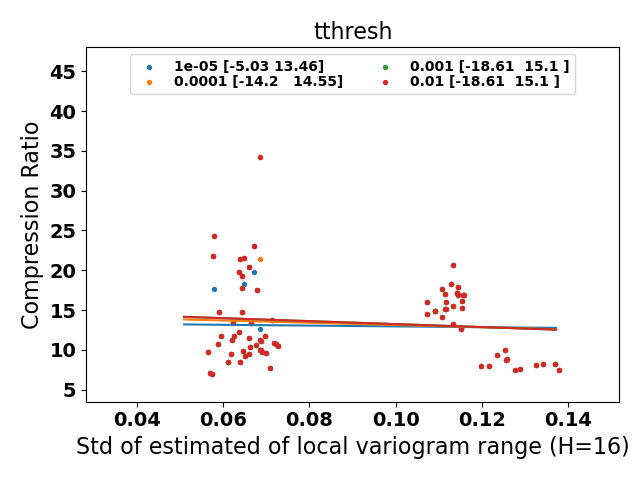 tthresh
1e-05 [-5.03 13.46]
0.0001 [-14.2 14.55]
0.001 [-18.61 15.1 ]
0.01 [-18.61 15.1 ]
Compression Ratio
45
40
35
30
25
20
15
10
5
0.04 0.06 0.08 0.10 0.12 0.14
Std of estimated of local variogram range (H=16)